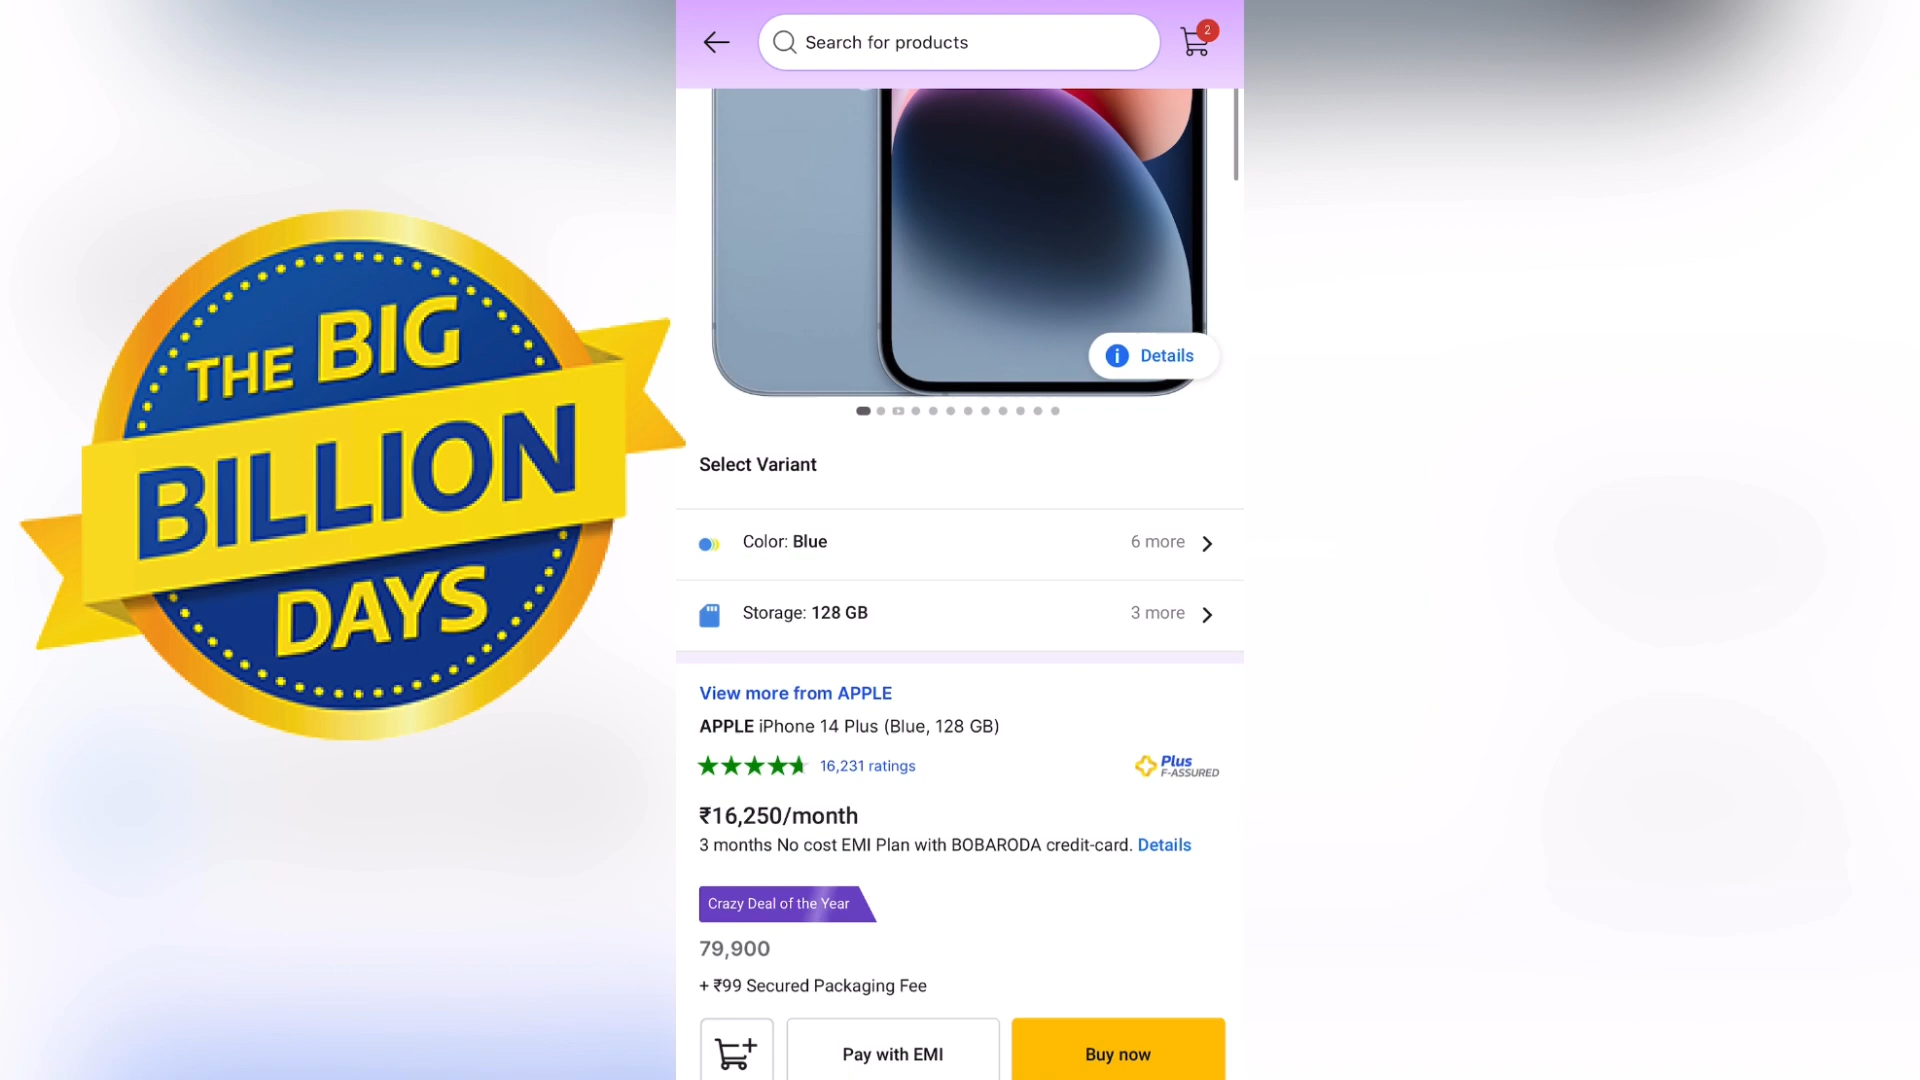 THE BIG
BILLION
DAYS
Search for products
2
Details
Select Variant
Color: Blue
6 more
Storage: 128 GB
3 more
View more from APPLE
APPLE iPhone 14 Plus (Blue, 128 GB)
16,231 ratings
Plus
F-ASSURED
₹16,250/month
3 months No cost EMI Plan with BOBARODA credit-card. Details
Crazy Deal of the Year
79,900
+ ₹99 Secured Packaging Fee
Pay with EMI
Buy now